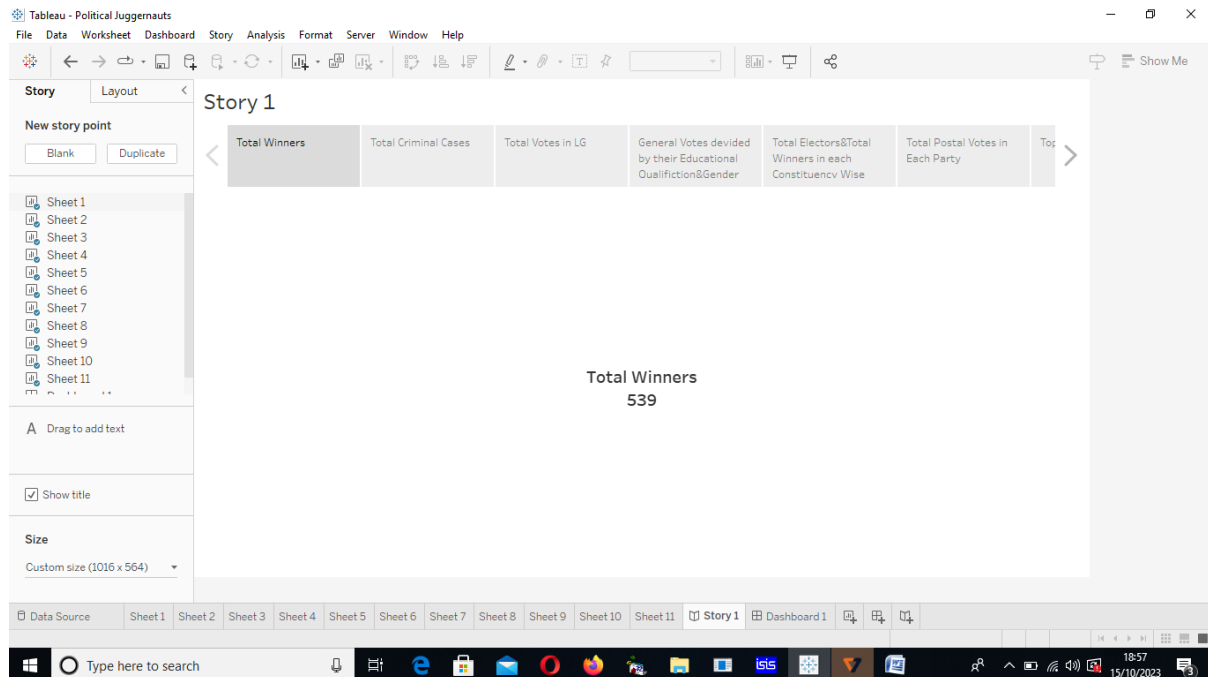 Tableau - Political Juggernauts
File Data Worksheet Dashboard Story Analysis Format Server Window Help
Show Me
Story Layout
New story point
Blank Duplicate
Sheet 1
Sheet 2
Sheet 3
Sheet 4
Sheet 5
Sheet 6
Sheet 7
Sheet 8
Sheet 9
Sheet 10
Sheet 11
A Drag to add text
Show title
Size
Custom size (1016 x 564)
Story 1
Total Winners
Total Criminal Cases
Total Votes in LG
General Votes devided
by their Educational
Qualifiction&Gender
Total Electors&Total
Winners in each
Constituency Wise
Total Postal Votes in
Each Party
Total Winners
539
Data Source Sheet 1 Sheet 2 Sheet 3 Sheet 4 Sheet 5 Sheet 6 Sheet 7 Sheet 8 Sheet 9 Sheet 10 Sheet 11 Story 1 Dashboard 1
Type here to search
isis
18:57
15/10/2023
3